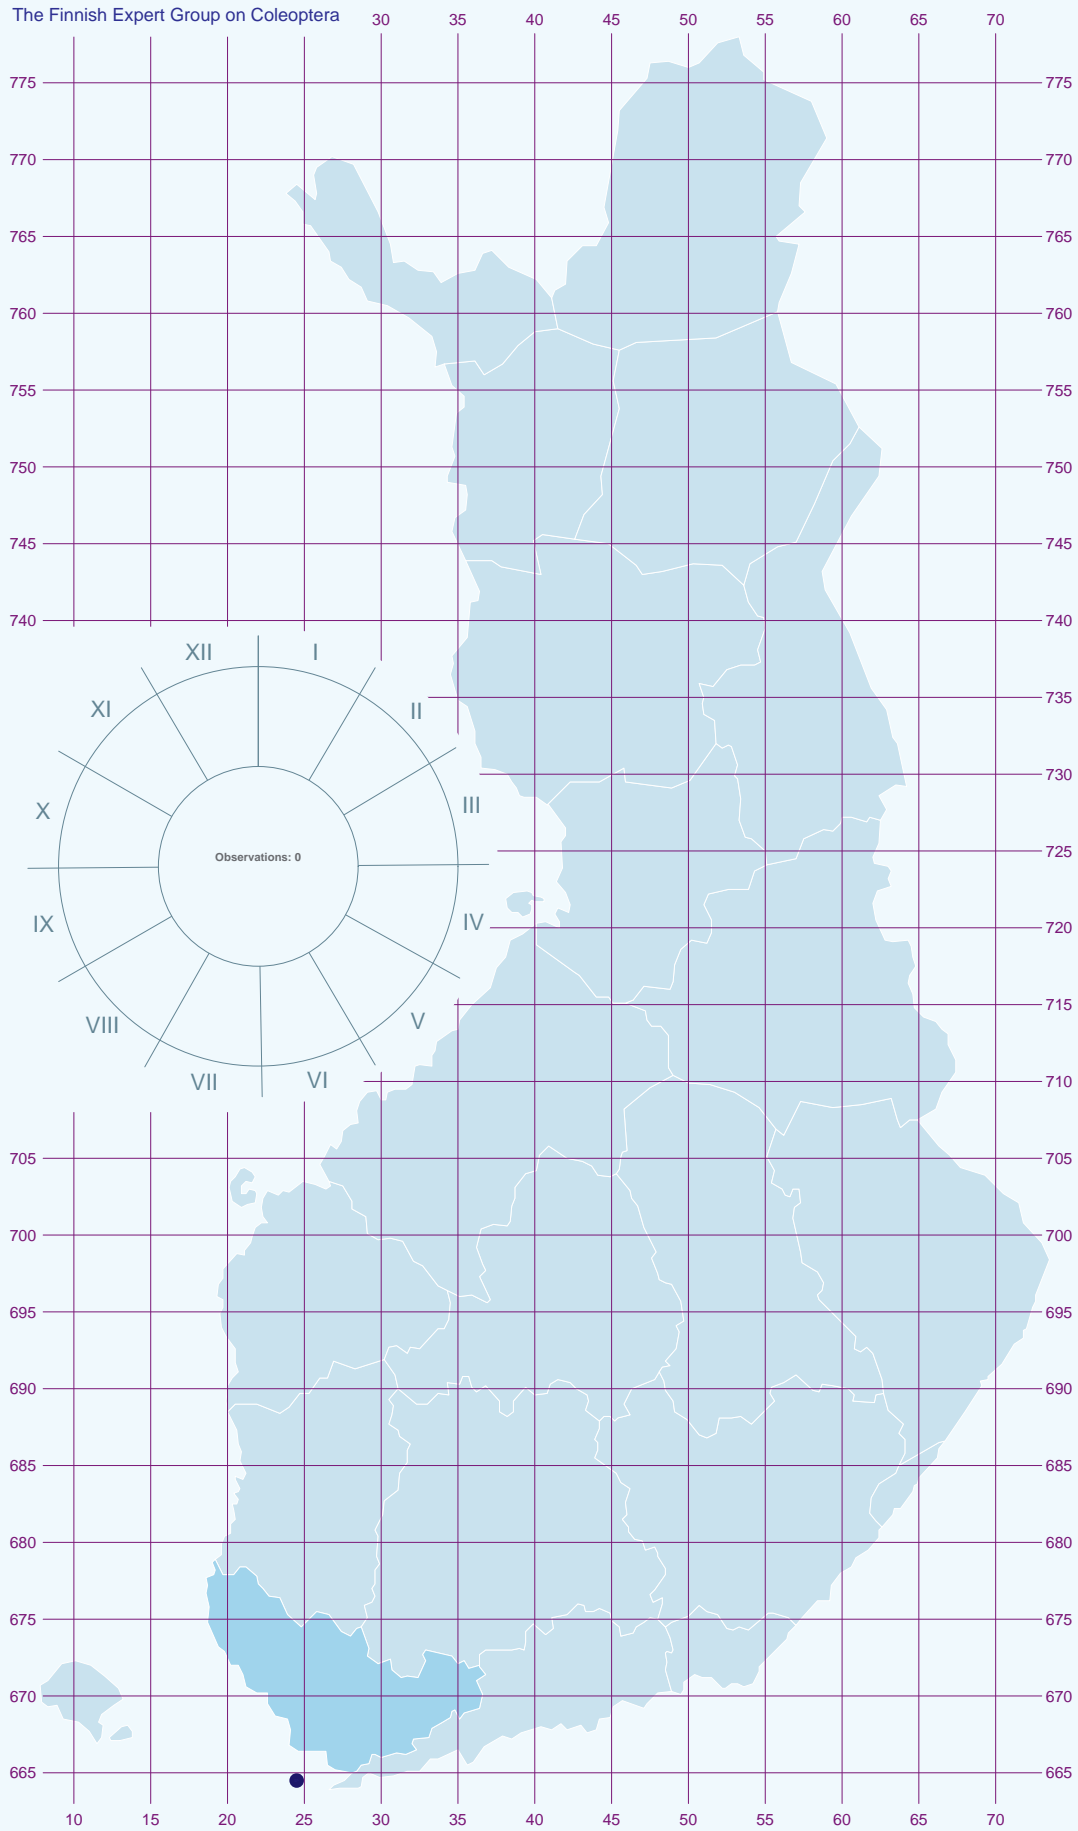 The Finnish Expert Group on Coleoptera
30 35 40 45 50 55 60 65 70
775 775
770 770
765 765
760 760
755 755
750 750
745 745
740 740
XII I
XI II
735
730
X III
725
Observations: 0
IX IV
720
715
VIII V
VII VI
710
705 705
700 700
695 695
690 690
685 685
680 680
675 675
670 670
665 665
10 15 20 25 30 35 40 45 50 55 60 65 70